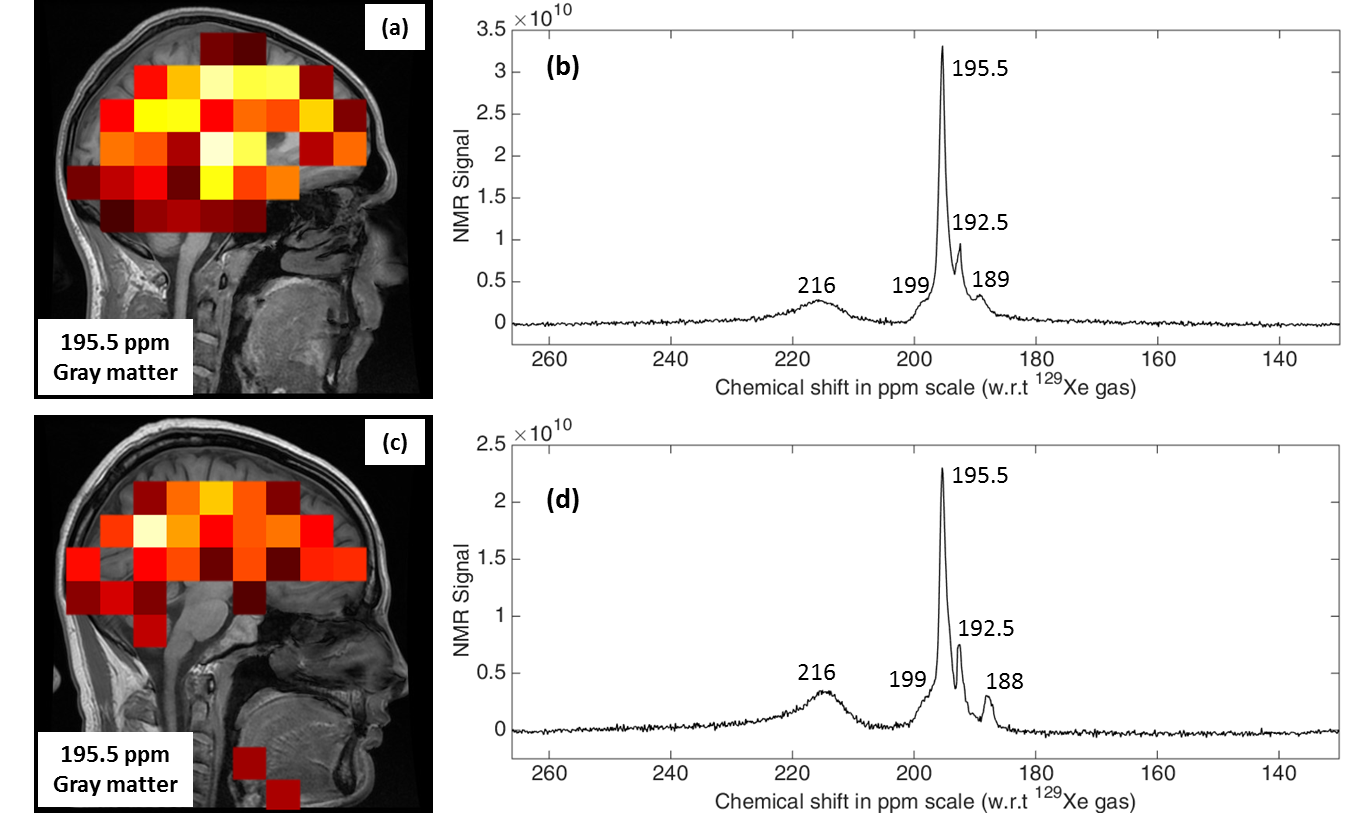 (a)
195.5 ppm
Gray matter
×10¹⁰
3.5
3
2.5
2
1.5
1
0.5
0
NMR Signal
(b)
195.5
192.5
216
199
189
260 240 220 200 180 160 140
Chemical shift in ppm scale (w.r.t ¹²⁹Xe gas)
(c)
195.5 ppm
Gray matter
×10¹⁰
2.5
2
1.5
1
0.5
0
NMR Signal
(d)
195.5
192.5
216
199
188
260 240 220 200 180 160 140
Chemical shift in ppm scale (w.r.t ¹²⁹Xe gas)